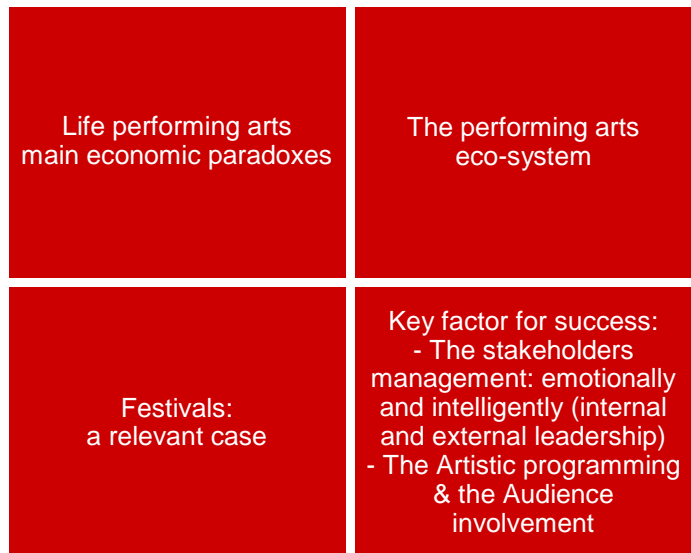 Life performing arts
main economic paradoxes
The performing arts
eco-system
Festivals:
a relevant case
Key factor for success:
- The stakeholders
management: emotionally
and intelligently (internal
and external leadership)
- The Artistic programming
& the Audience
involvement